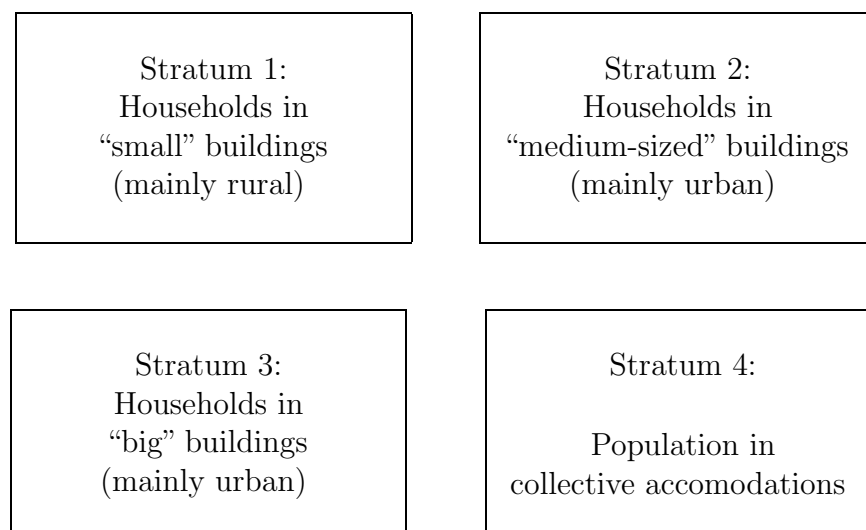 Stratum 1:
Households in
“small” buildings
(mainly rural)
Stratum 2:
Households in
“medium-sized” buildings
(mainly urban)
Stratum 3:
Households in
“big” buildings
(mainly urban)
Stratum 4:
Population in
collective accomodations